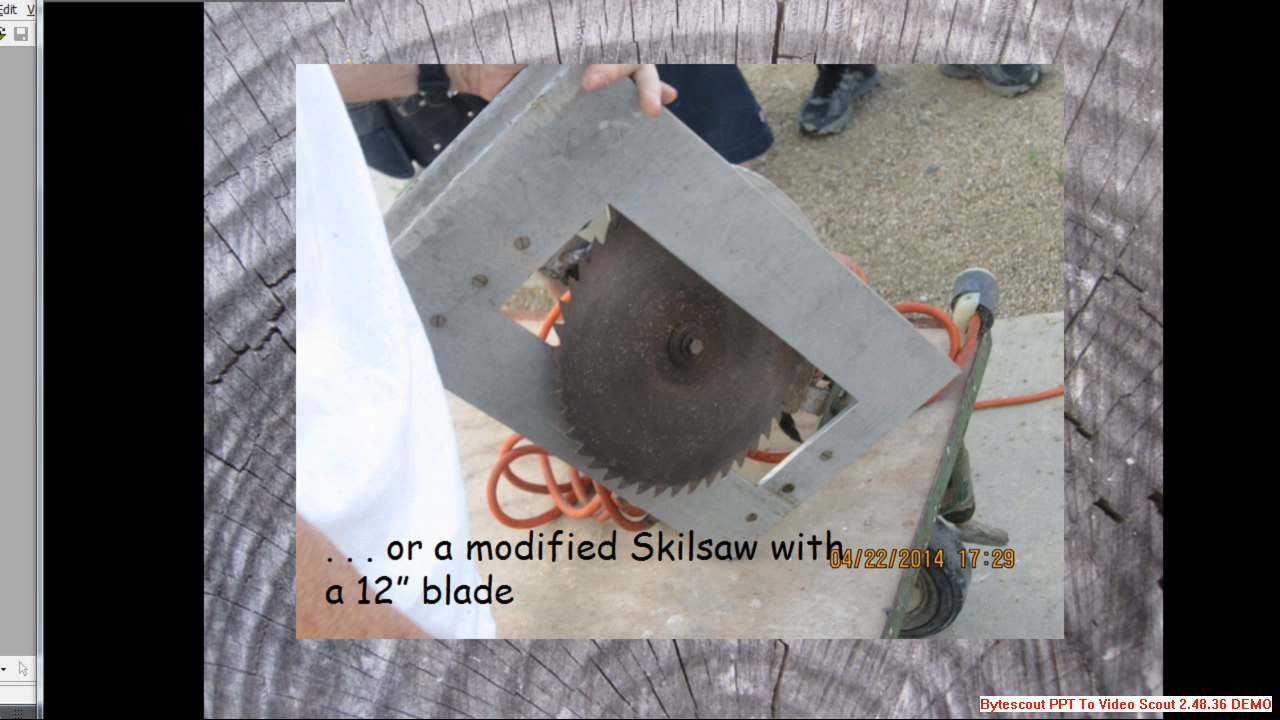 Edit V
. . . or a modified Skilsaw with
a 12” blade
04/22/2014 17:29
Bytescout PPT To Video Scout 2.48.36 DEMO